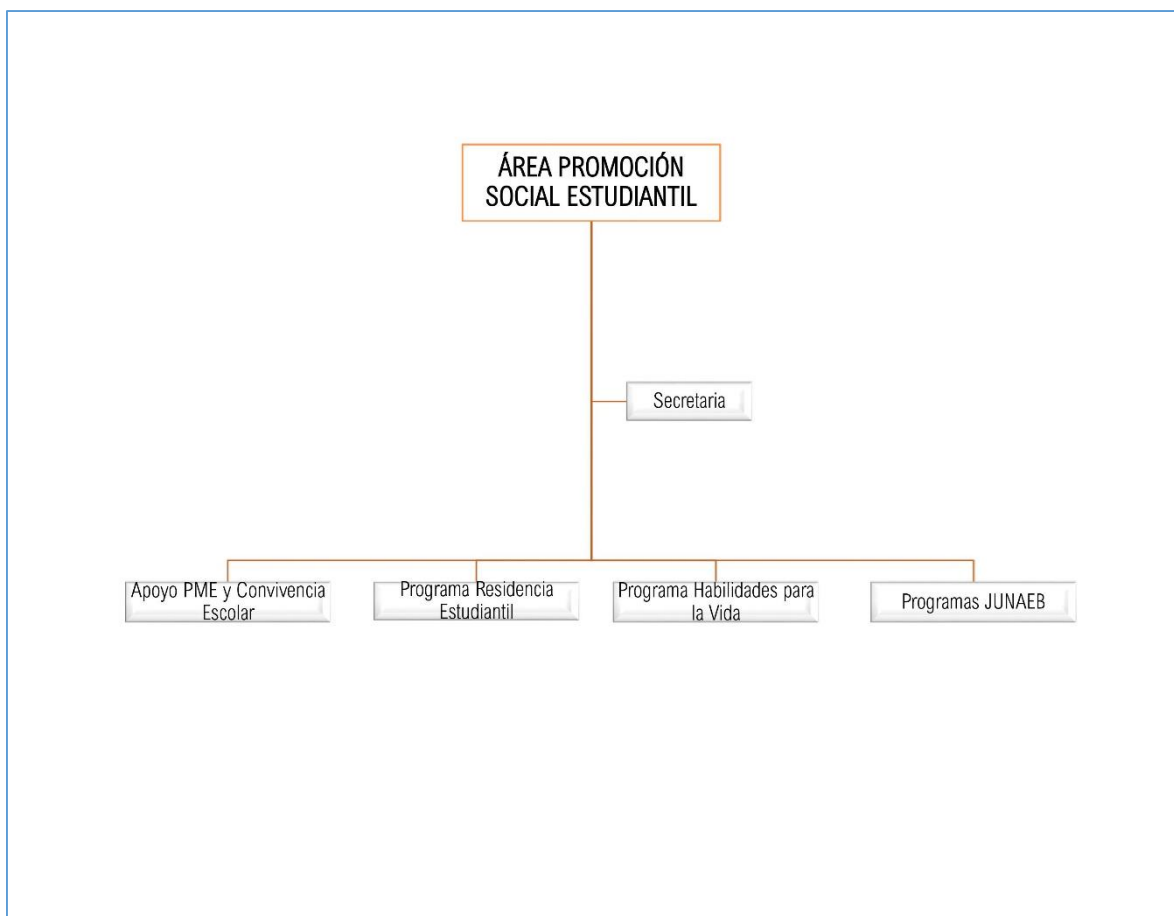 ÁREA PROMOCIÓN
SOCIAL ESTUDIANTIL
Secretaria
Apoyo PME y Convivencia
Escolar
Programa Residencia
Estudiantil
Programa Habilidades para
la Vida
Programas JUNAEB